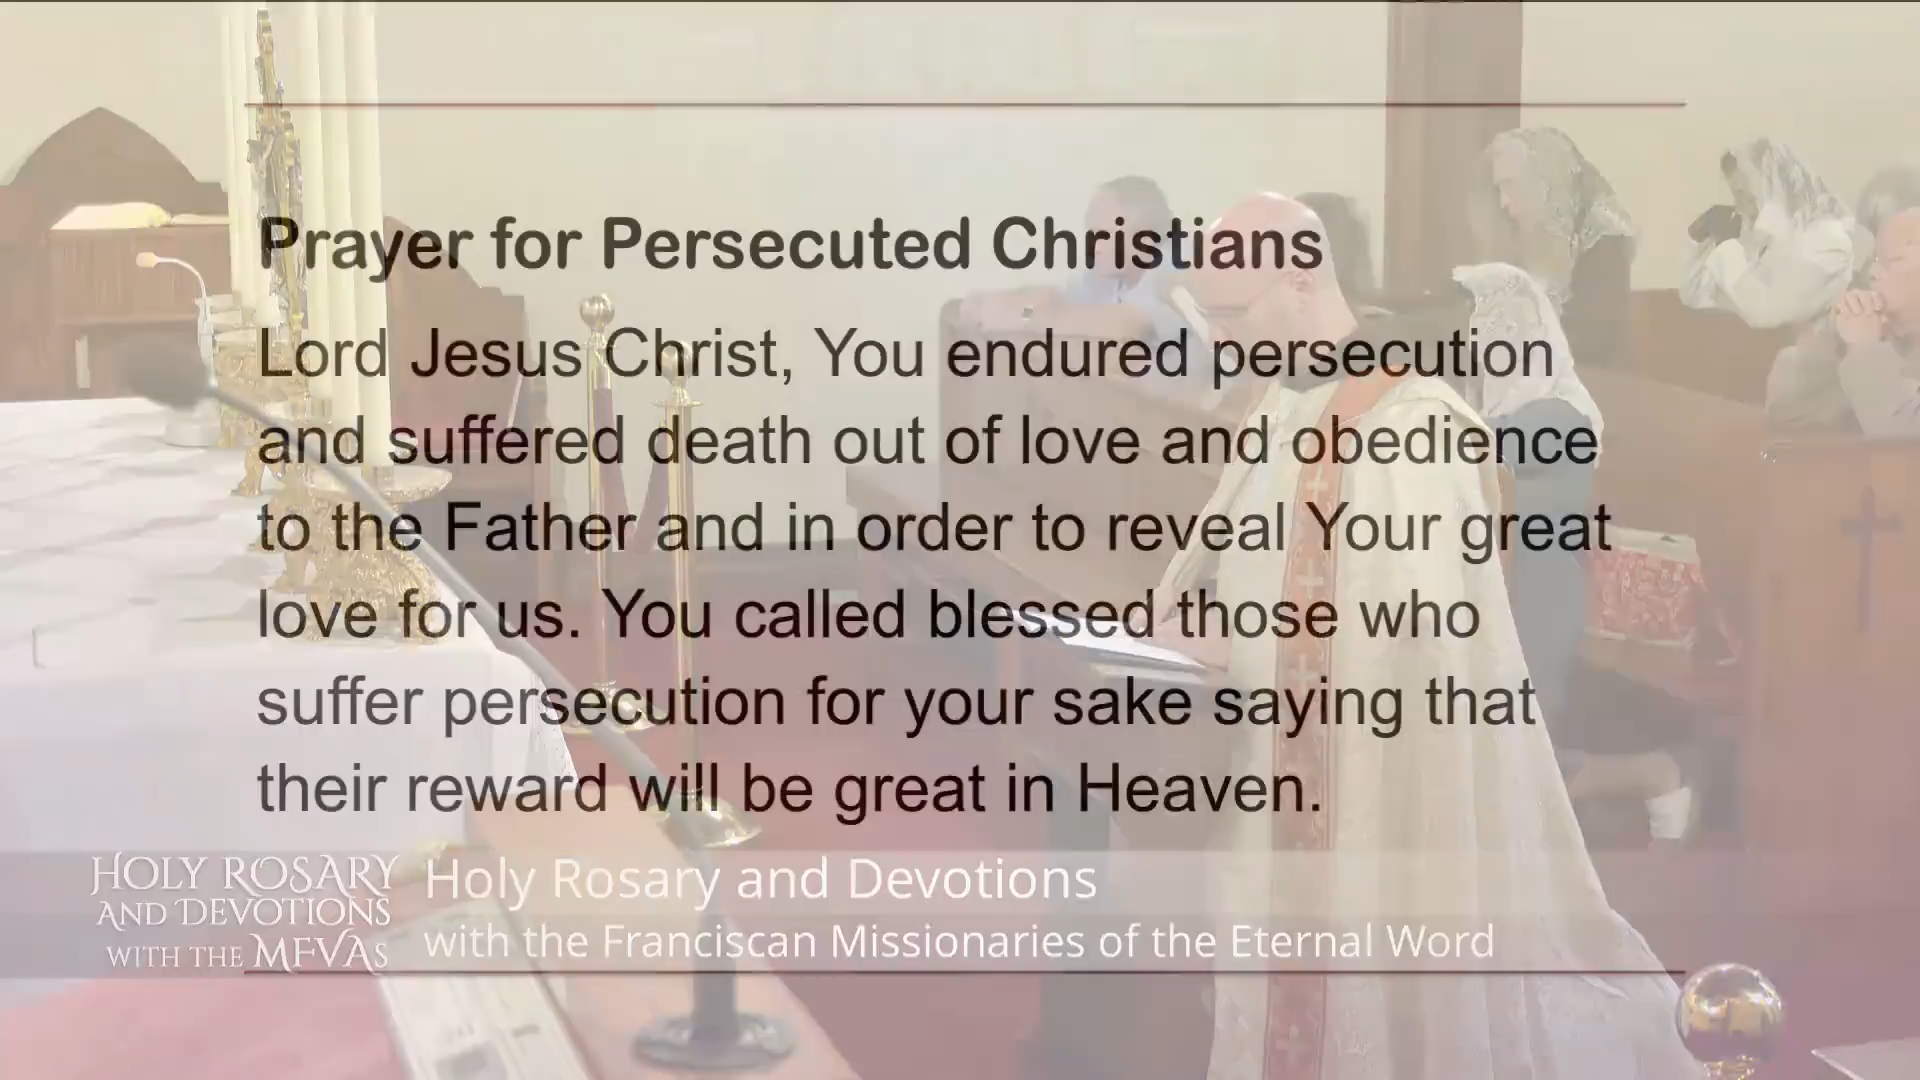 Prayer for Persecuted Christians
Lord Jesus Christ, You endured persecution
and suffered death out of love and obedience
to the Father and in order to reveal Your great
love for us. You called blessed those who
suffer persecution for your sake saying that
their reward will be great in Heaven.
HOLY ROSARY
AND DEVOTIONS
WITH THE MFVAS
Holy Rosary and Devotions
with the Franciscan Missionaries of the Eternal Word